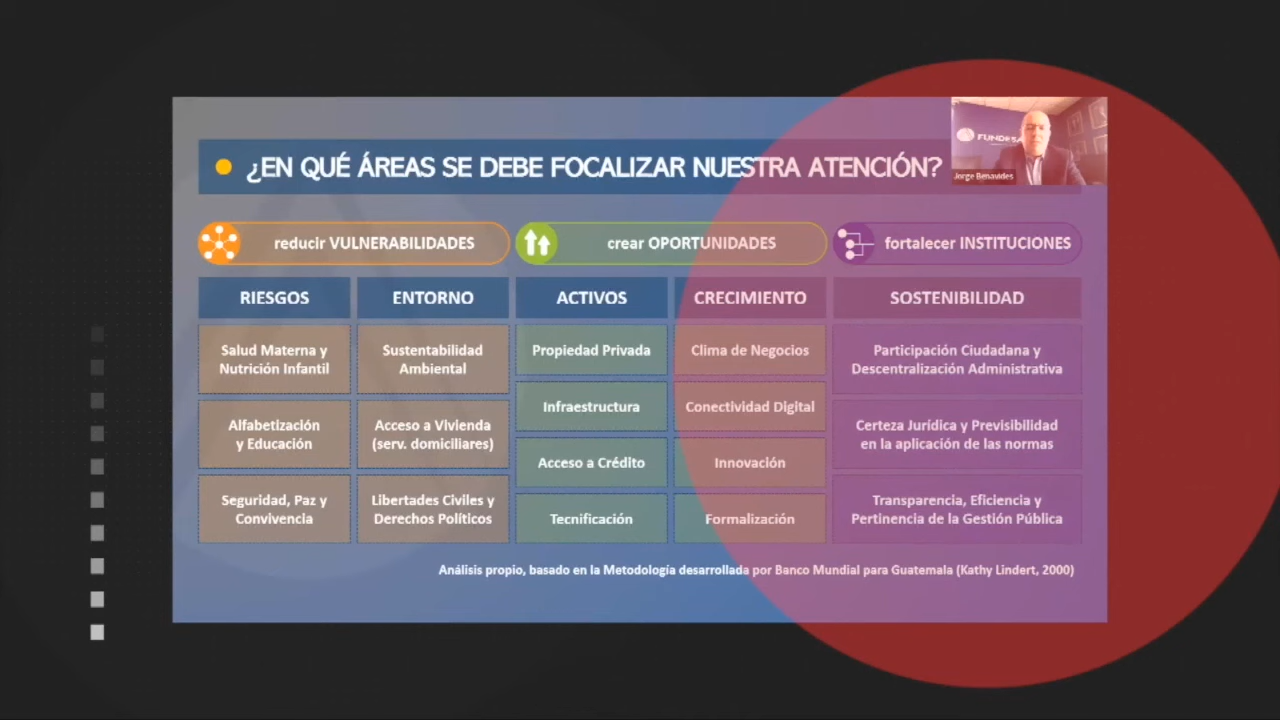 ¿EN QUÉ ÁREAS SE DEBE FOCALIZAR NUESTRA ATENCIÓN?
FUNDESA
Jorge Benavides
reducir VULNERABILIDADES
crear OPORTUNIDADES
fortalecer INSTITUCIONES
RIESGOS
ENTORNO
ACTIVOS
CRECIMIENTO
SOSTENIBILIDAD
Salud Materna y
Nutrición Infantil
Alfabetización
y Educación
Seguridad, Paz y
Convivencia
Sustentabilidad
Ambiental
Acceso a Vivienda
(serv. domiciliares)
Libertades Civiles y
Derechos Políticos
Propiedad Privada
Infraestructura
Acceso a Crédito
Tecnificación
Clima de Negocios
Conectividad Digital
Innovación
Formalización
Participación Ciudadana y
Descentralización Administrativa
Certeza Jurídica y Previsibilidad
en la aplicación de las normas
Transparencia, Eficiencia y
Pertinencia de la Gestión Pública
Análisis propio, basado en la Metodología desarrollada por Banco Mundial para Guatemala (Kathy Lindert, 2000)